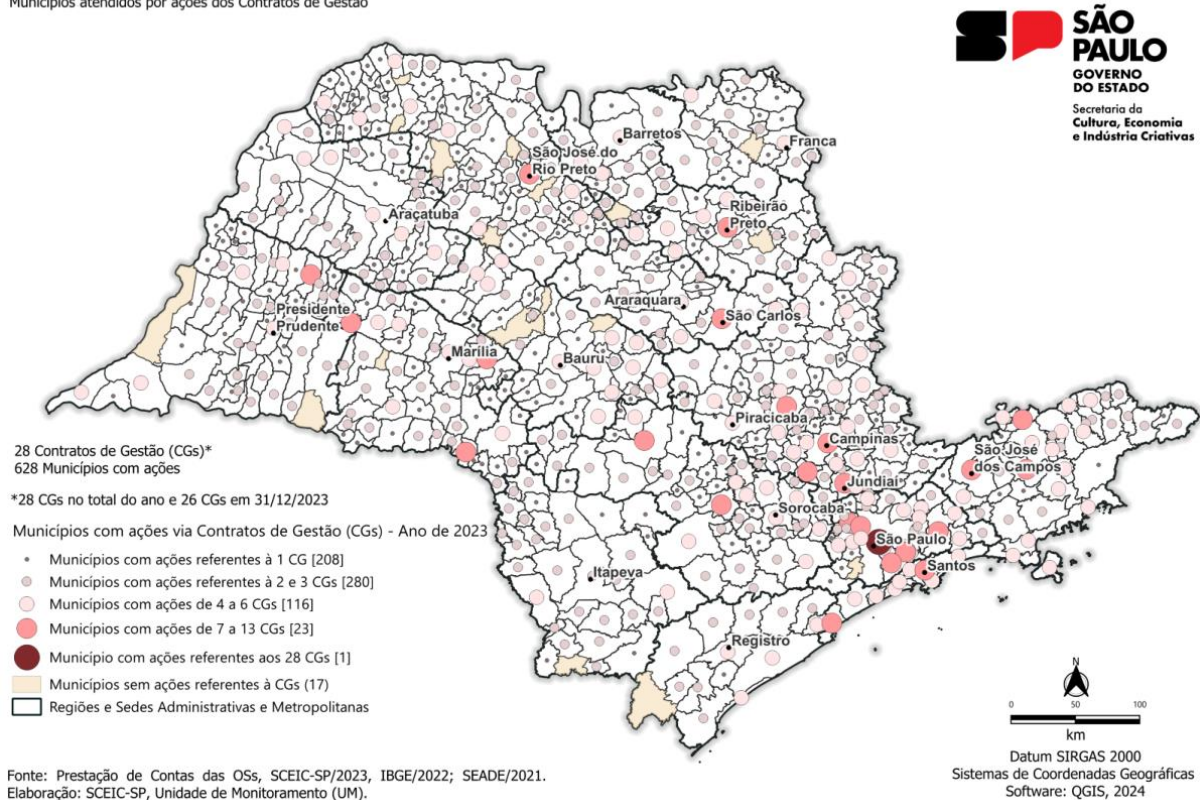 Municípios atendidos por ações dos Contratos de Gestão
SÃO
PAULO
GOVERNO
DO ESTADO
Secretaria da
Cultura, Economia
e Indústria Criativas
Barretos
Franca
São José do
Rio Preto
Ribeirão
Preto
Araçatuba
Araraquara
São Carlos
Presidente
Prudente
Marília
Bauru
Piracicaba
Campinas
São José
dos Campos
Jundiaí
Sorocaba
São Paulo
Santos
Itapeva
Registro
28 Contratos de Gestão (CGs)*
628 Municípios com ações
*28 CGs no total do ano e 26 CGs em 31/12/2023
Municípios com ações via Contratos de Gestão (CGs) - Ano de 2023
Municípios com ações referentes à 1 CG [208]
Municípios com ações referentes à 2 e 3 CGs [280]
Municípios com ações de 4 a 6 CGs [116]
Municípios com ações de 7 a 13 CGs [23]
Município com ações referentes aos 28 CGs [1]
Municípios sem ações referentes à CGs (17)
Regiões e Sedes Administrativas e Metropolitanas
N
0 50 100
km
Datum SIRGAS 2000
Sistemas de Coordenadas Geográficas
Software: QGIS, 2024
Fonte: Prestação de Contas das OSs, SCEIC-SP/2023, IBGE/2022; SEADE/2021.
Elaboração: SCEIC-SP, Unidade de Monitoramento (UM).